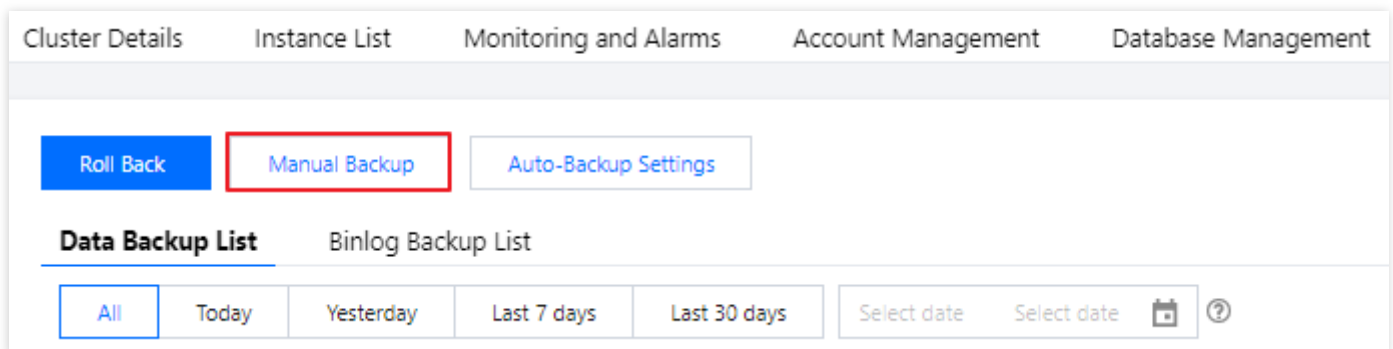 Cluster Details Instance List Monitoring and Alarms Account Management Database Management
Roll Back Manual Backup Auto-Backup Settings
Data Backup List Binlog Backup List
All Today Yesterday Last 7 days Last 30 days Select date Select date